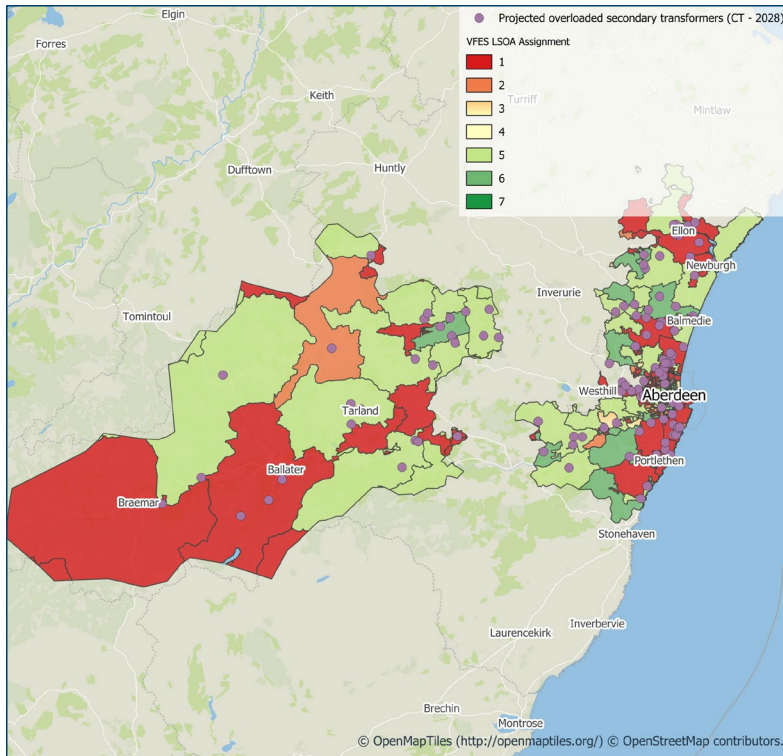 Projected overloaded secondary transformers (CT - 2028)
VFES LSOA Assignment
1
2
3
4
5
6
7
Elgin
Forres
Keith
Turriff
Mintlaw
Dufftown
Huntly
Ellon
Newburgh
Tomintoul
Inverurie
Balmedie
Westhill
Aberdeen
Tarland
Ballater
Portlethen
Braemar
Stonehaven
Laurencekirk
Inverbervie
Brechin
Montrose
© OpenMapTiles (http://openmaptiles.org/) © OpenStreetMap contributors.